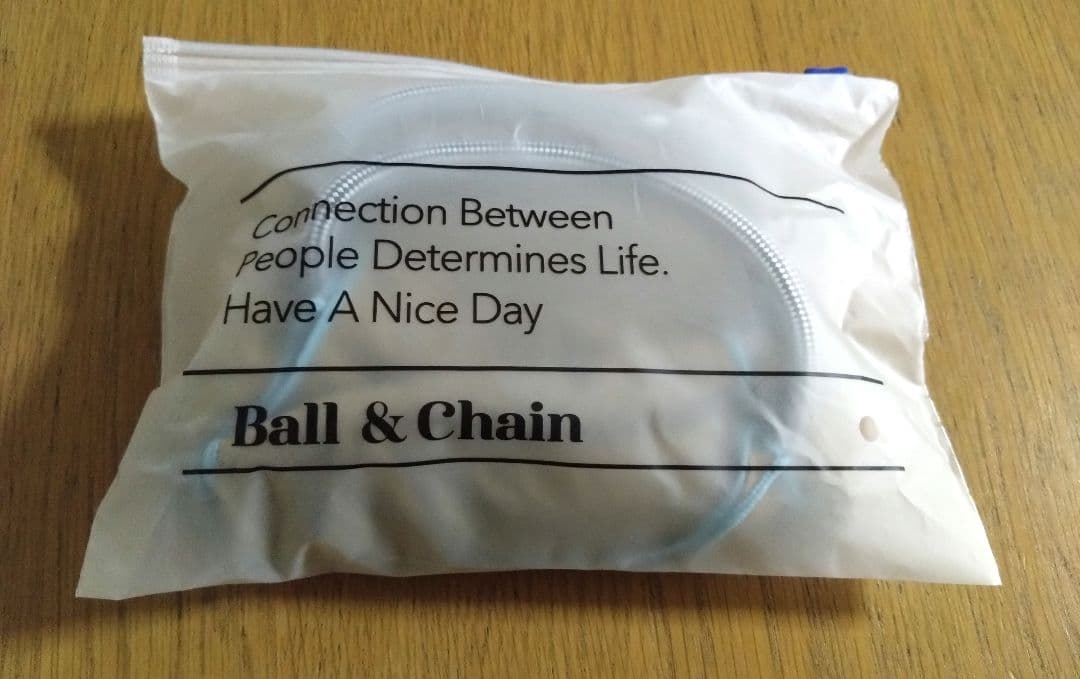 Connection Between
People Determines Life.
Have A Nice Day
Ball & Chain